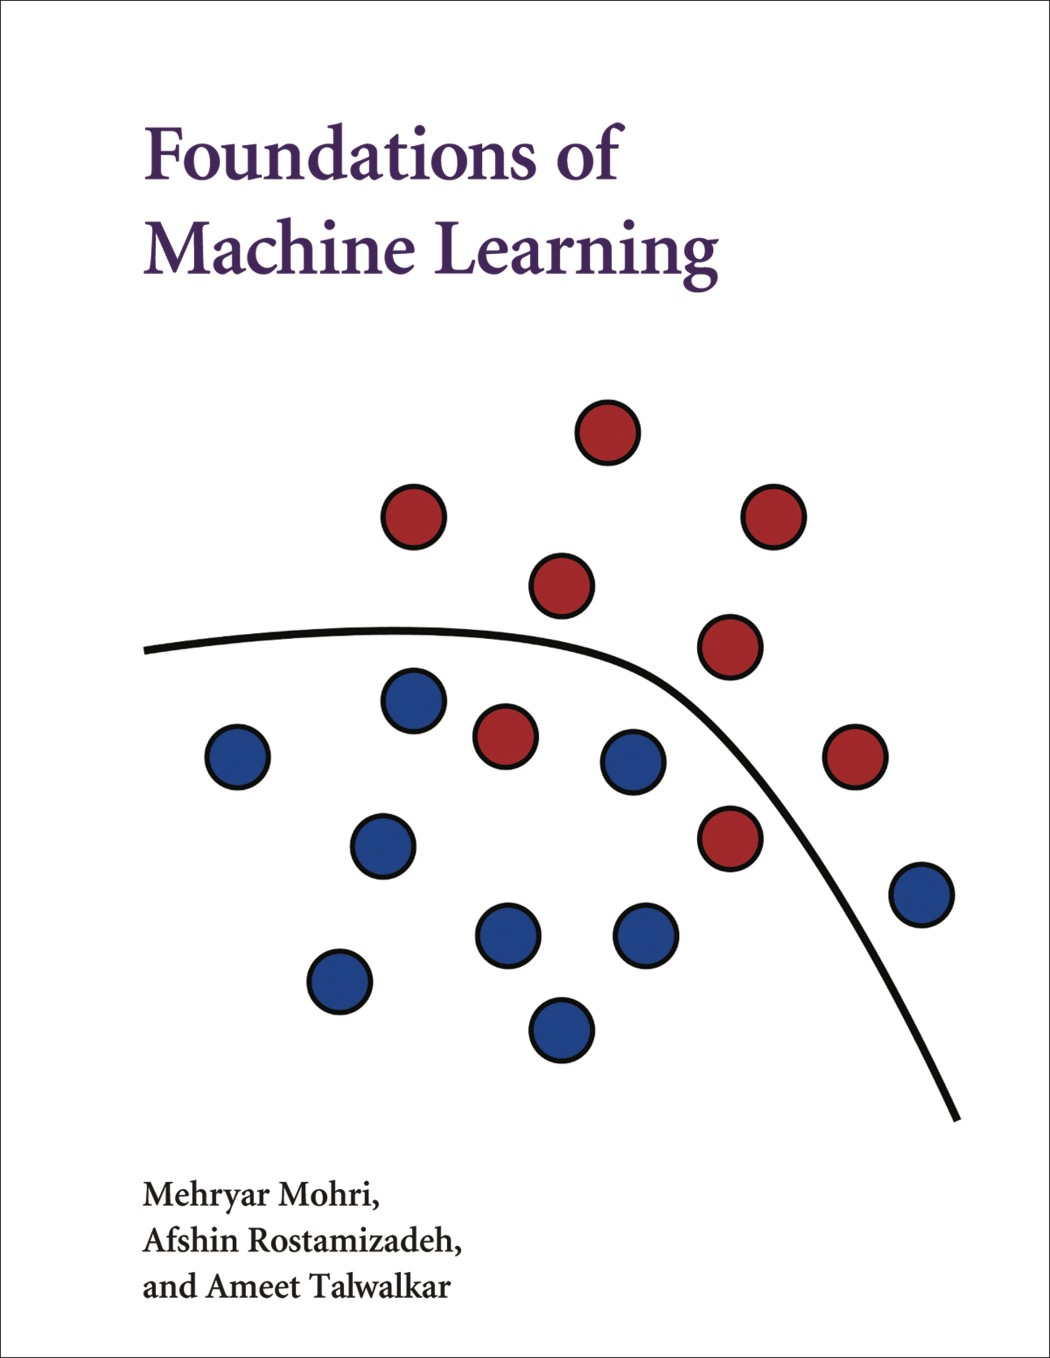 Foundations of
Machine Learning
Mehryar Mohri,
Afshin Rostamizadeh,
and Ameet Talwalkar